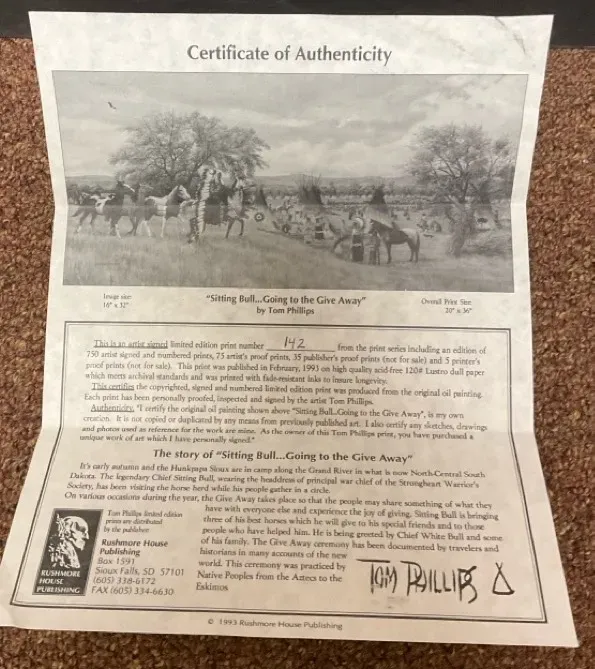 Certificate of Authenticity
Image size:
16" x 32"
"Sitting Bull...Going to the Give Away"
by Tom Phillips
Overall Print Size
20" x 36"
This is an artist signed limited edition print number 142 from the print series including an edition of
750 artist signed and numbered prints, 75 artist's proof prints, 35 publisher's proof prints (not for sale) and 5 printer's
proof prints (not for sale). This print was published in February, 1993 on high quality acid-free 120# Lustro dull paper
which meets archival standards and was printed with fade-resistant inks to insure longevity.
This certifies the copyrighted, signed and numbered limited edition print was produced from the original oil painting.
Each print has been personally proofed, inspected and signed by the artist Tom Phillips.
Authenticity, "I certify the original oil painting shown above "Sitting Bull...Going to the Give Away", is my own
creation. It is not copied or duplicated by any means from previously published art. I also certify any sketches, drawings
and photos used as reference for the work are mine. As the owner of this Tom Phillips print, you have purchased a
unique work of art which I have personally signed."
The story of "Sitting Bull...Going to the Give Away"
It's early autumn and the Hunkpapa Sioux are in camp along the Grand River in what is now North-Central South
Dakota. The legendary Chief Sitting Bull, wearing the headdress of principal war chief of the Strongheart Warrior's
Society, has been visiting the horse herd while his people gather in a circle.
On various occasions during the year, the Give Away takes place so that the people may share something of what they
have with everyone else and experience the joy of giving. Sitting Bull is bringing
three of his best horses which he will give to his special friends and to those
people who have helped him. He is being greeted by Chief White Bull and some
of his family. The Give Away ceremony has been documented by travelers and
historians in many accounts of the new
world. This ceremony was practiced by
Native Peoples from the Aztecs to the
Eskimos
Tom Phillips limited edition
prints are distributed
by the publisher:
Rushmore House
Publishing
Box 1591
Sioux Falls, SD 57101
(605) 338-6172
FAX (605) 334-6630
RUSHMORE
HOUSE
PUBLISHING
TOM PHILLIPS
© 1993 Rushmore House Publishing